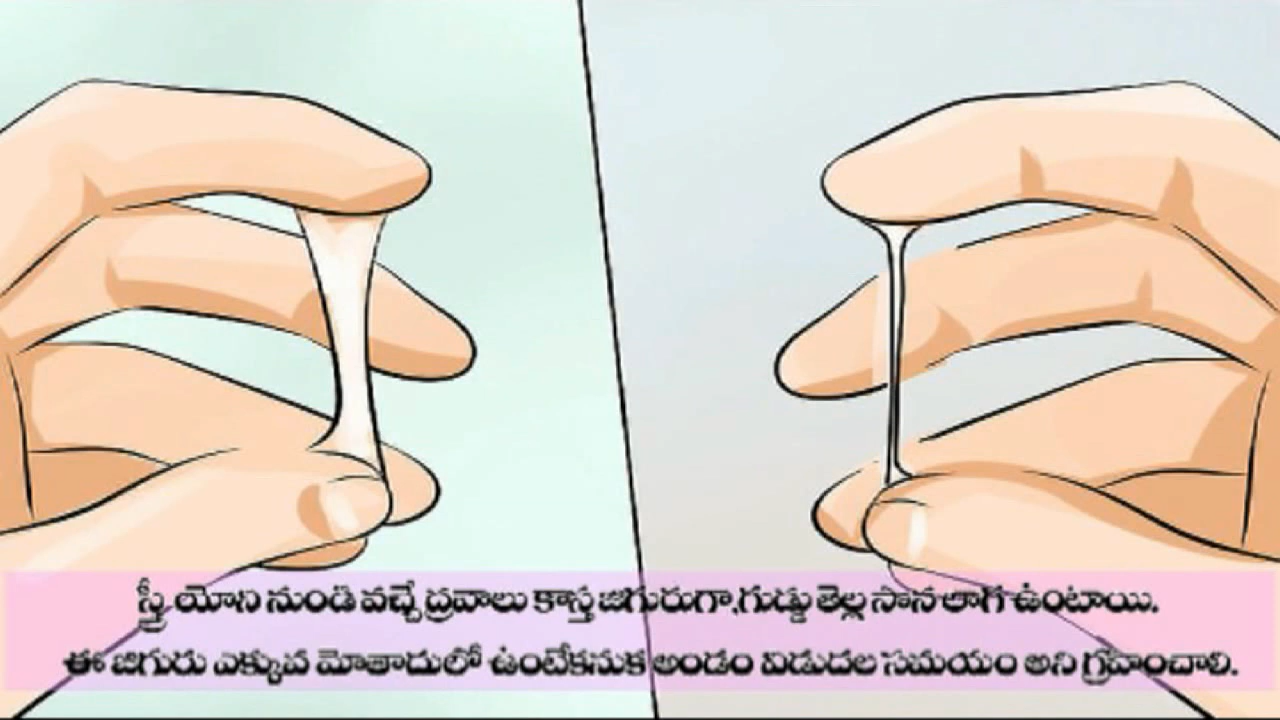 స్త్రీ యోని నుండి వచ్చే ద్రవాలు కాస్త జిగురుగా,గుడ్డు తెల్ల సొన లాగ ఉంటాయి.
ఈ జిగురు ఎక్కువ మోతాదులో ఉంటేకనుక అండం విడుదల సమయం అని గ్రహించాలి.